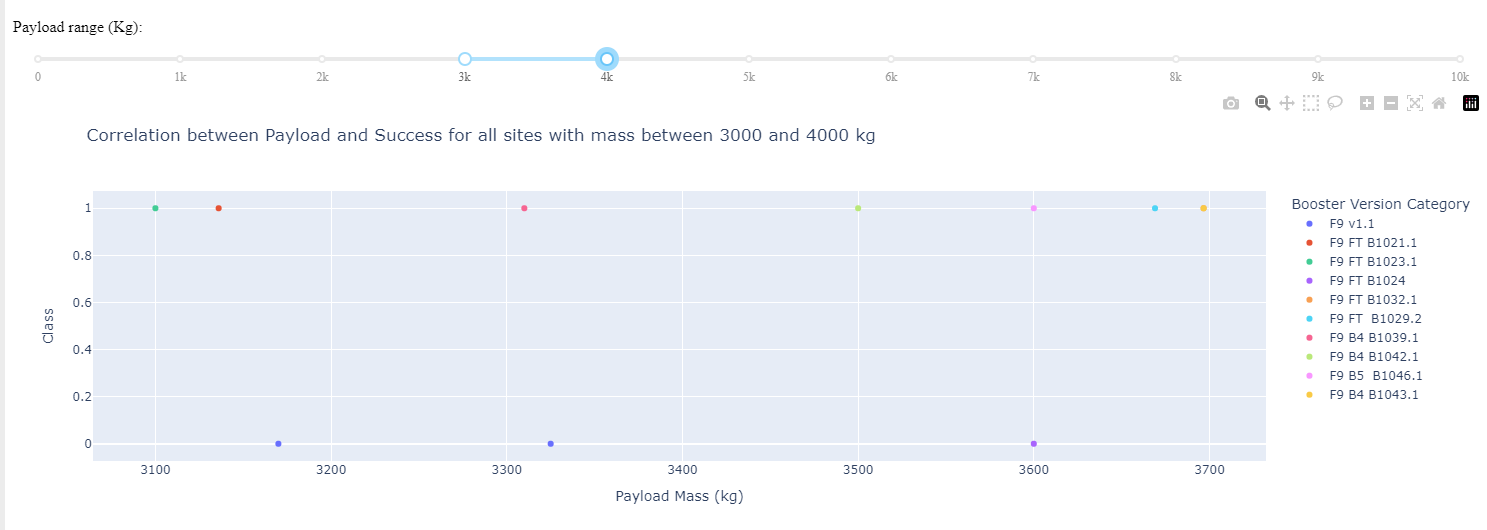 Payload range (Kg):
0 1k 2k 3k 4k 5k 6k 7k 8k 9k 10k
Correlation between Payload and Success for all sites with mass between 3000 and 4000 kg
Booster Version Category
F9 v1.1
F9 FT B1021.1
F9 FT B1023.1
F9 FT B1024
F9 FT B1032.1
F9 FT  B1029.2
F9 B4 B1039.1
F9 B4 B1042.1
F9 B5  B1046.1
F9 B4 B1043.1
Class
1
0.8
0.6
0.4
0.2
0
3100 3200 3300 3400 3500 3600 3700
Payload Mass (kg)